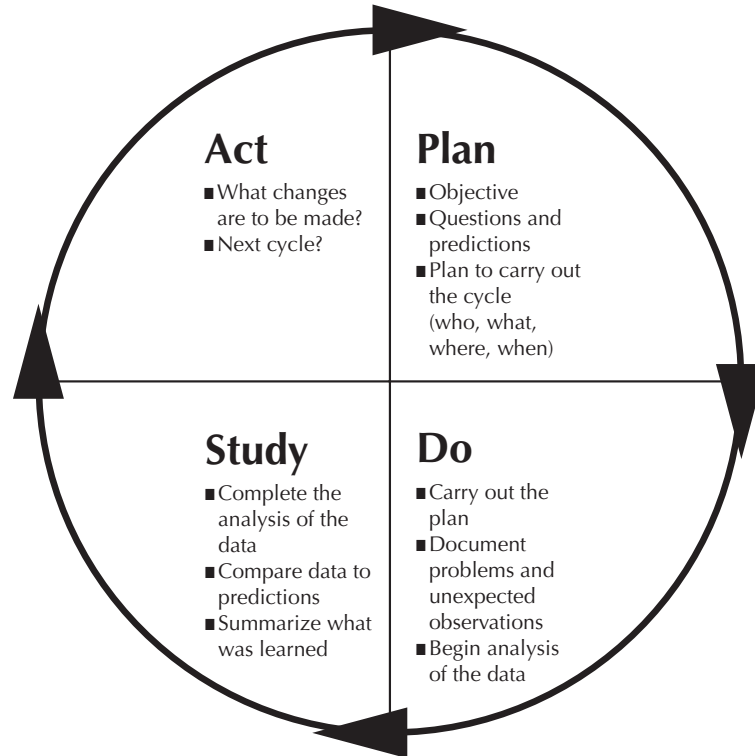 Act
■ What changes
are to be made?
■ Next cycle?
Plan
■ Objective
■ Questions and
predictions
■ Plan to carry out
the cycle
(who, what,
where, when)
Study
■ Complete the
analysis of the
data
■ Compare data to
predictions
■ Summarize what
was learned
Do
■ Carry out the
plan
■ Document
problems and
unexpected
observations
■ Begin analysis
of the data